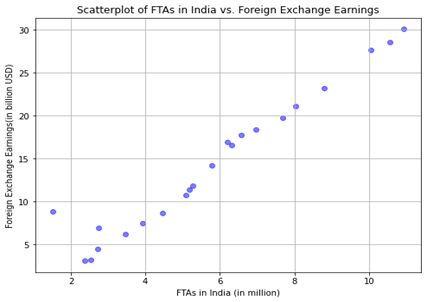 Scatterplot of FTAs in India vs. Foreign Exchange Earnings
Foreign Exchange Earnings(in billion USD)
30
25
20
15
10
5
2 4 6 8 10
FTAs in India (in million)